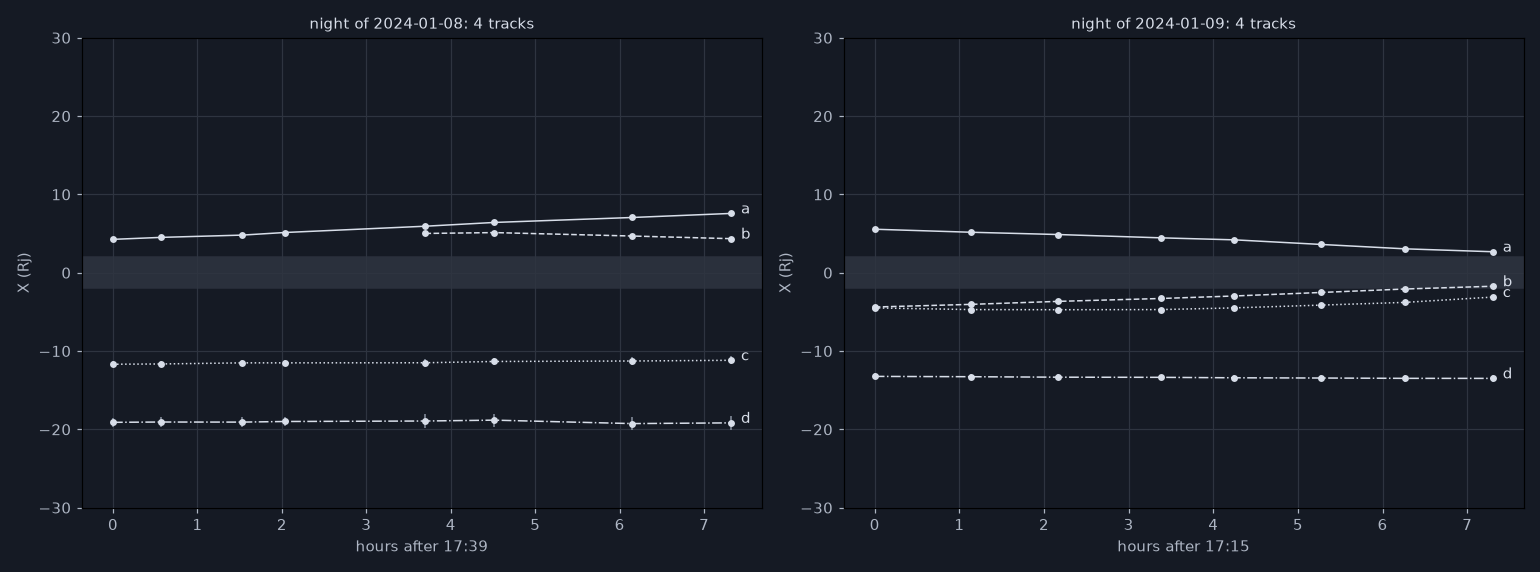 night of 2024-01-08: 4 tracks
30
20
10
0
−10
−20
−30
X (Rj)
a
b
c
d
0 1 2 3 4 5 6 7
hours after 17:39
night of 2024-01-09: 4 tracks
30
20
10
0
−10
−20
−30
X (Rj)
a
b
c
d
0 1 2 3 4 5 6 7
hours after 17:15